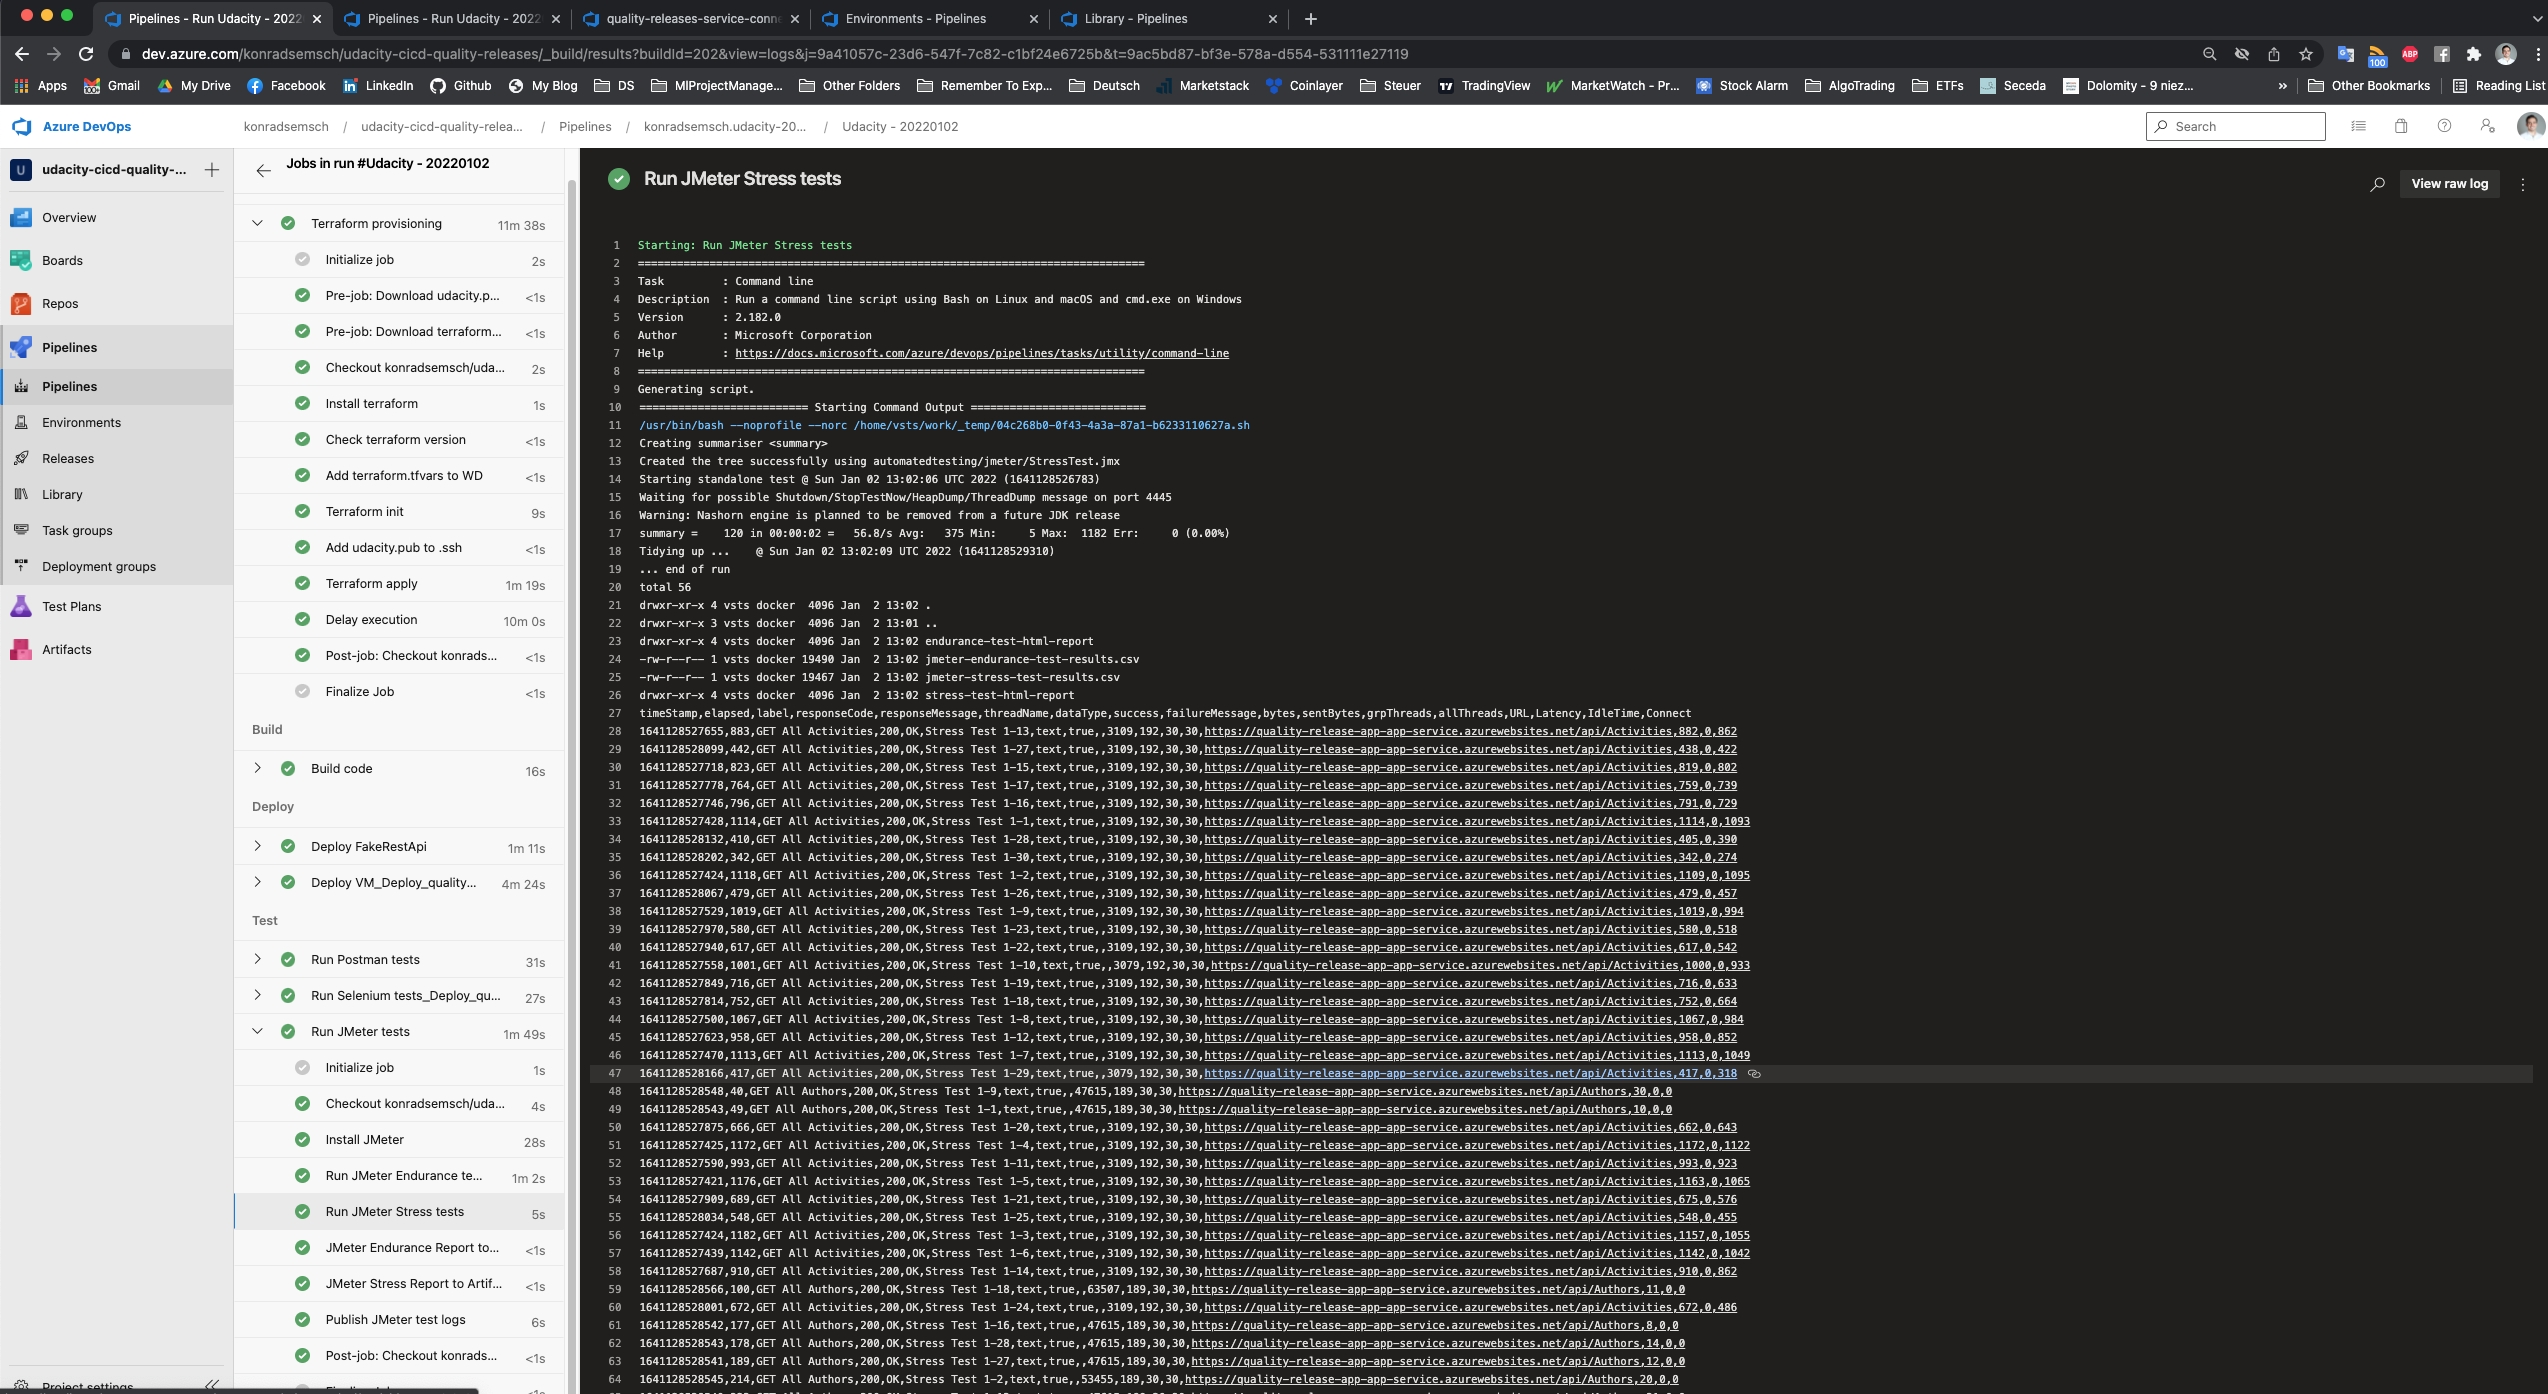 Pipelines - Run Udacity - 2022
Pipelines - Run Udacity - 2022
quality-releases-service-conne
Environments - Pipelines
Library - Pipelines
dev.azure.com/konradsemsch/udacity-cicd-quality-releases/_build/results?buildId=202&view=logs&j=9a41057c-23d6-547f-7c82-c1bf24e6725b&t=9ac5bd87-bf3e-578a-d554-531111e27119
100
ABP
Apps
Gmail
My Drive
Facebook
LinkedIn
Github
My Blog
DS
MIProjectManage...
Other Folders
Remember To Exp...
Deutsch
Marketstack
Coinlayer
Steuer
TradingView
MarketWatch - Pr...
Stock Alarm
AlgoTrading
ETFs
Seceda
Dolomity - 9 niez...
»
Other Bookmarks
Reading List
Azure DevOps
konradsemsch / udacity-cicd-quality-relea... / Pipelines / konradsemsch.udacity-20... / Udacity - 20220102
Search
U
udacity-cicd-quality-...
Overview
Boards
Repos
Pipelines
Pipelines
Environments
Releases
Library
Task groups
Deployment groups
Test Plans
Artifacts
Project settings
Jobs in run #Udacity - 20220102
Terraform provisioning 11m 38s
Initialize job 2s
Pre-job: Download udacity.p... <1s
Pre-job: Download terraform... <1s
Checkout konradsemsch/uda... 2s
Install terraform 1s
Check terraform version <1s
Add terraform.tfvars to WD <1s
Terraform init 9s
Add udacity.pub to .ssh <1s
Terraform apply 1m 19s
Delay execution 10m 0s
Post-job: Checkout konrads... <1s
Finalize Job <1s
Build
Build code 16s
Deploy
Deploy FakeRestApi 1m 11s
Deploy VM_Deploy_quality... 4m 24s
Test
Run Postman tests 31s
Run Selenium tests_Deploy_qu... 27s
Run JMeter tests 1m 49s
Initialize job 1s
Checkout konradsemsch/uda... 4s
Install JMeter 28s
Run JMeter Endurance te... 1m 2s
Run JMeter Stress tests 5s
JMeter Endurance Report to... <1s
JMeter Stress Report to Artif... <1s
Publish JMeter test logs 6s
Post-job: Checkout konrads... <1s
Run JMeter Stress tests
View raw log
1 Starting: Run JMeter Stress tests
2 ==============================================================================
3 Task         : Command line
4 Description  : Run a command line script using Bash on Linux and macOS and cmd.exe on Windows
5 Version      : 2.182.0
6 Author       : Microsoft Corporation
7 Help         : https://docs.microsoft.com/azure/devops/pipelines/tasks/utility/command-line
8 ==============================================================================
9 Generating script.
10 ========================== Starting Command Output ===========================
11 /usr/bin/bash --noprofile --norc /home/vsts/work/_temp/04c268b0-0f43-4a3a-87a1-b6233110627a.sh
12 Creating summariser <summary>
13 Created the tree successfully using automatedtesting/jmeter/StressTest.jmx
14 Starting standalone test @ Sun Jan 02 13:02:06 UTC 2022 (1641128526783)
15 Waiting for possible Shutdown/StopTestNow/HeapDump/ThreadDump message on port 4445
16 Warning: Nashorn engine is planned to be removed from a future JDK release
17 summary =    120 in 00:00:02 =   56.8/s Avg:   375 Min:     5 Max:  1182 Err:     0 (0.00%)
18 Tidying up ...    @ Sun Jan 02 13:02:09 UTC 2022 (1641128529310)
19 ... end of run
20 total 56
21 drwxr-xr-x 4 vsts docker  4096 Jan  2 13:02 .
22 drwxr-xr-x 3 vsts docker  4096 Jan  2 13:01 ..
23 drwxr-xr-x 4 vsts docker  4096 Jan  2 13:02 endurance-test-html-report
24 -rw-r--r-- 1 vsts docker 19490 Jan  2 13:02 jmeter-endurance-test-results.csv
25 -rw-r--r-- 1 vsts docker 19467 Jan  2 13:02 jmeter-stress-test-results.csv
26 drwxr-xr-x 4 vsts docker  4096 Jan  2 13:02 stress-test-html-report
27 timeStamp,elapsed,label,responseCode,responseMessage,threadName,dataType,success,failureMessage,bytes,sentBytes,grpThreads,allThreads,URL,Latency,IdleTime,Connect
28 1641128527655,883,GET All Activities,200,OK,Stress Test 1-13,text,true,,3109,192,30,30,https://quality-release-app-app-service.azurewebsites.net/api/Activities,882,0,862
29 1641128528099,442,GET All Activities,200,OK,Stress Test 1-27,text,true,,3109,192,30,30,https://quality-release-app-app-service.azurewebsites.net/api/Activities,438,0,422
30 1641128527718,823,GET All Activities,200,OK,Stress Test 1-15,text,true,,3109,192,30,30,https://quality-release-app-app-service.azurewebsites.net/api/Activities,819,0,802
31 1641128527778,764,GET All Activities,200,OK,Stress Test 1-17,text,true,,3109,192,30,30,https://quality-release-app-app-service.azurewebsites.net/api/Activities,759,0,739
32 1641128527746,796,GET All Activities,200,OK,Stress Test 1-16,text,true,,3109,192,30,30,https://quality-release-app-app-service.azurewebsites.net/api/Activities,791,0,729
33 1641128527428,1114,GET All Activities,200,OK,Stress Test 1-1,text,true,,3109,192,30,30,https://quality-release-app-app-service.azurewebsites.net/api/Activities,1114,0,1093
34 1641128528132,410,GET All Activities,200,OK,Stress Test 1-28,text,true,,3109,192,30,30,https://quality-release-app-app-service.azurewebsites.net/api/Activities,405,0,390
35 1641128528202,342,GET All Activities,200,OK,Stress Test 1-30,text,true,,3109,192,30,30,https://quality-release-app-app-service.azurewebsites.net/api/Activities,342,0,274
36 1641128527424,1118,GET All Activities,200,OK,Stress Test 1-2,text,true,,3109,192,30,30,https://quality-release-app-app-service.azurewebsites.net/api/Activities,1109,0,1095
37 1641128528067,479,GET All Activities,200,OK,Stress Test 1-26,text,true,,3109,192,30,30,https://quality-release-app-app-service.azurewebsites.net/api/Activities,479,0,457
38 1641128527529,1019,GET All Activities,200,OK,Stress Test 1-9,text,true,,3109,192,30,30,https://quality-release-app-app-service.azurewebsites.net/api/Activities,1019,0,994
39 1641128527970,580,GET All Activities,200,OK,Stress Test 1-23,text,true,,3109,192,30,30,https://quality-release-app-app-service.azurewebsites.net/api/Activities,580,0,518
40 1641128527940,617,GET All Activities,200,OK,Stress Test 1-22,text,true,,3109,192,30,30,https://quality-release-app-app-service.azurewebsites.net/api/Activities,617,0,542
41 1641128527558,1001,GET All Activities,200,OK,Stress Test 1-10,text,true,,3079,192,30,30,https://quality-release-app-app-service.azurewebsites.net/api/Activities,1000,0,933
42 1641128527849,716,GET All Activities,200,OK,Stress Test 1-19,text,true,,3109,192,30,30,https://quality-release-app-app-service.azurewebsites.net/api/Activities,716,0,633
43 1641128527814,752,GET All Activities,200,OK,Stress Test 1-18,text,true,,3109,192,30,30,https://quality-release-app-app-service.azurewebsites.net/api/Activities,752,0,664
44 1641128527500,1067,GET All Activities,200,OK,Stress Test 1-8,text,true,,3109,192,30,30,https://quality-release-app-app-service.azurewebsites.net/api/Activities,1067,0,984
45 1641128527623,958,GET All Activities,200,OK,Stress Test 1-12,text,true,,3109,192,30,30,https://quality-release-app-app-service.azurewebsites.net/api/Activities,958,0,852
46 1641128527470,1113,GET All Activities,200,OK,Stress Test 1-7,text,true,,3109,192,30,30,https://quality-release-app-app-service.azurewebsites.net/api/Activities,1113,0,1049
47 1641128528166,417,GET All Activities,200,OK,Stress Test 1-29,text,true,,3079,192,30,30,https://quality-release-app-app-service.azurewebsites.net/api/Activities,417,0,318
48 1641128528548,40,GET All Authors,200,OK,Stress Test 1-9,text,true,,47615,189,30,30,https://quality-release-app-app-service.azurewebsites.net/api/Authors,30,0,0
49 1641128528543,49,GET All Authors,200,OK,Stress Test 1-1,text,true,,47615,189,30,30,https://quality-release-app-app-service.azurewebsites.net/api/Authors,10,0,0
50 1641128527875,666,GET All Activities,200,OK,Stress Test 1-20,text,true,,3109,192,30,30,https://quality-release-app-app-service.azurewebsites.net/api/Activities,662,0,643
51 1641128527425,1172,GET All Activities,200,OK,Stress Test 1-4,text,true,,3109,192,30,30,https://quality-release-app-app-service.azurewebsites.net/api/Activities,1172,0,1122
52 1641128527590,993,GET All Activities,200,OK,Stress Test 1-11,text,true,,3109,192,30,30,https://quality-release-app-app-service.azurewebsites.net/api/Activities,993,0,923
53 1641128527421,1176,GET All Activities,200,OK,Stress Test 1-5,text,true,,3109,192,30,30,https://quality-release-app-app-service.azurewebsites.net/api/Activities,1163,0,1065
54 1641128527909,689,GET All Activities,200,OK,Stress Test 1-21,text,true,,3109,192,30,30,https://quality-release-app-app-service.azurewebsites.net/api/Activities,675,0,576
55 1641128528034,548,GET All Activities,200,OK,Stress Test 1-25,text,true,,3109,192,30,30,https://quality-release-app-app-service.azurewebsites.net/api/Activities,548,0,455
56 1641128527424,1182,GET All Activities,200,OK,Stress Test 1-3,text,true,,3109,192,30,30,https://quality-release-app-app-service.azurewebsites.net/api/Activities,1157,0,1055
57 1641128527439,1142,GET All Activities,200,OK,Stress Test 1-6,text,true,,3109,192,30,30,https://quality-release-app-app-service.azurewebsites.net/api/Activities,1142,0,1042
58 1641128527687,910,GET All Activities,200,OK,Stress Test 1-14,text,true,,3109,192,30,30,https://quality-release-app-app-service.azurewebsites.net/api/Activities,910,0,862
59 1641128528566,100,GET All Authors,200,OK,Stress Test 1-18,text,true,,63507,189,30,30,https://quality-release-app-app-service.azurewebsites.net/api/Authors,11,0,0
60 1641128528001,672,GET All Activities,200,OK,Stress Test 1-24,text,true,,3109,192,30,30,https://quality-release-app-app-service.azurewebsites.net/api/Activities,672,0,486
61 1641128528542,177,GET All Authors,200,OK,Stress Test 1-16,text,true,,47615,189,30,30,https://quality-release-app-app-service.azurewebsites.net/api/Authors,8,0,0
62 1641128528543,178,GET All Authors,200,OK,Stress Test 1-28,text,true,,47615,189,30,30,https://quality-release-app-app-service.azurewebsites.net/api/Authors,14,0,0
63 1641128528541,189,GET All Authors,200,OK,Stress Test 1-27,text,true,,47615,189,30,30,https://quality-release-app-app-service.azurewebsites.net/api/Authors,12,0,0
64 1641128528545,214,GET All Authors,200,OK,Stress Test 1-2,text,true,,53455,189,30,30,https://quality-release-app-app-service.azurewebsites.net/api/Authors,20,0,0